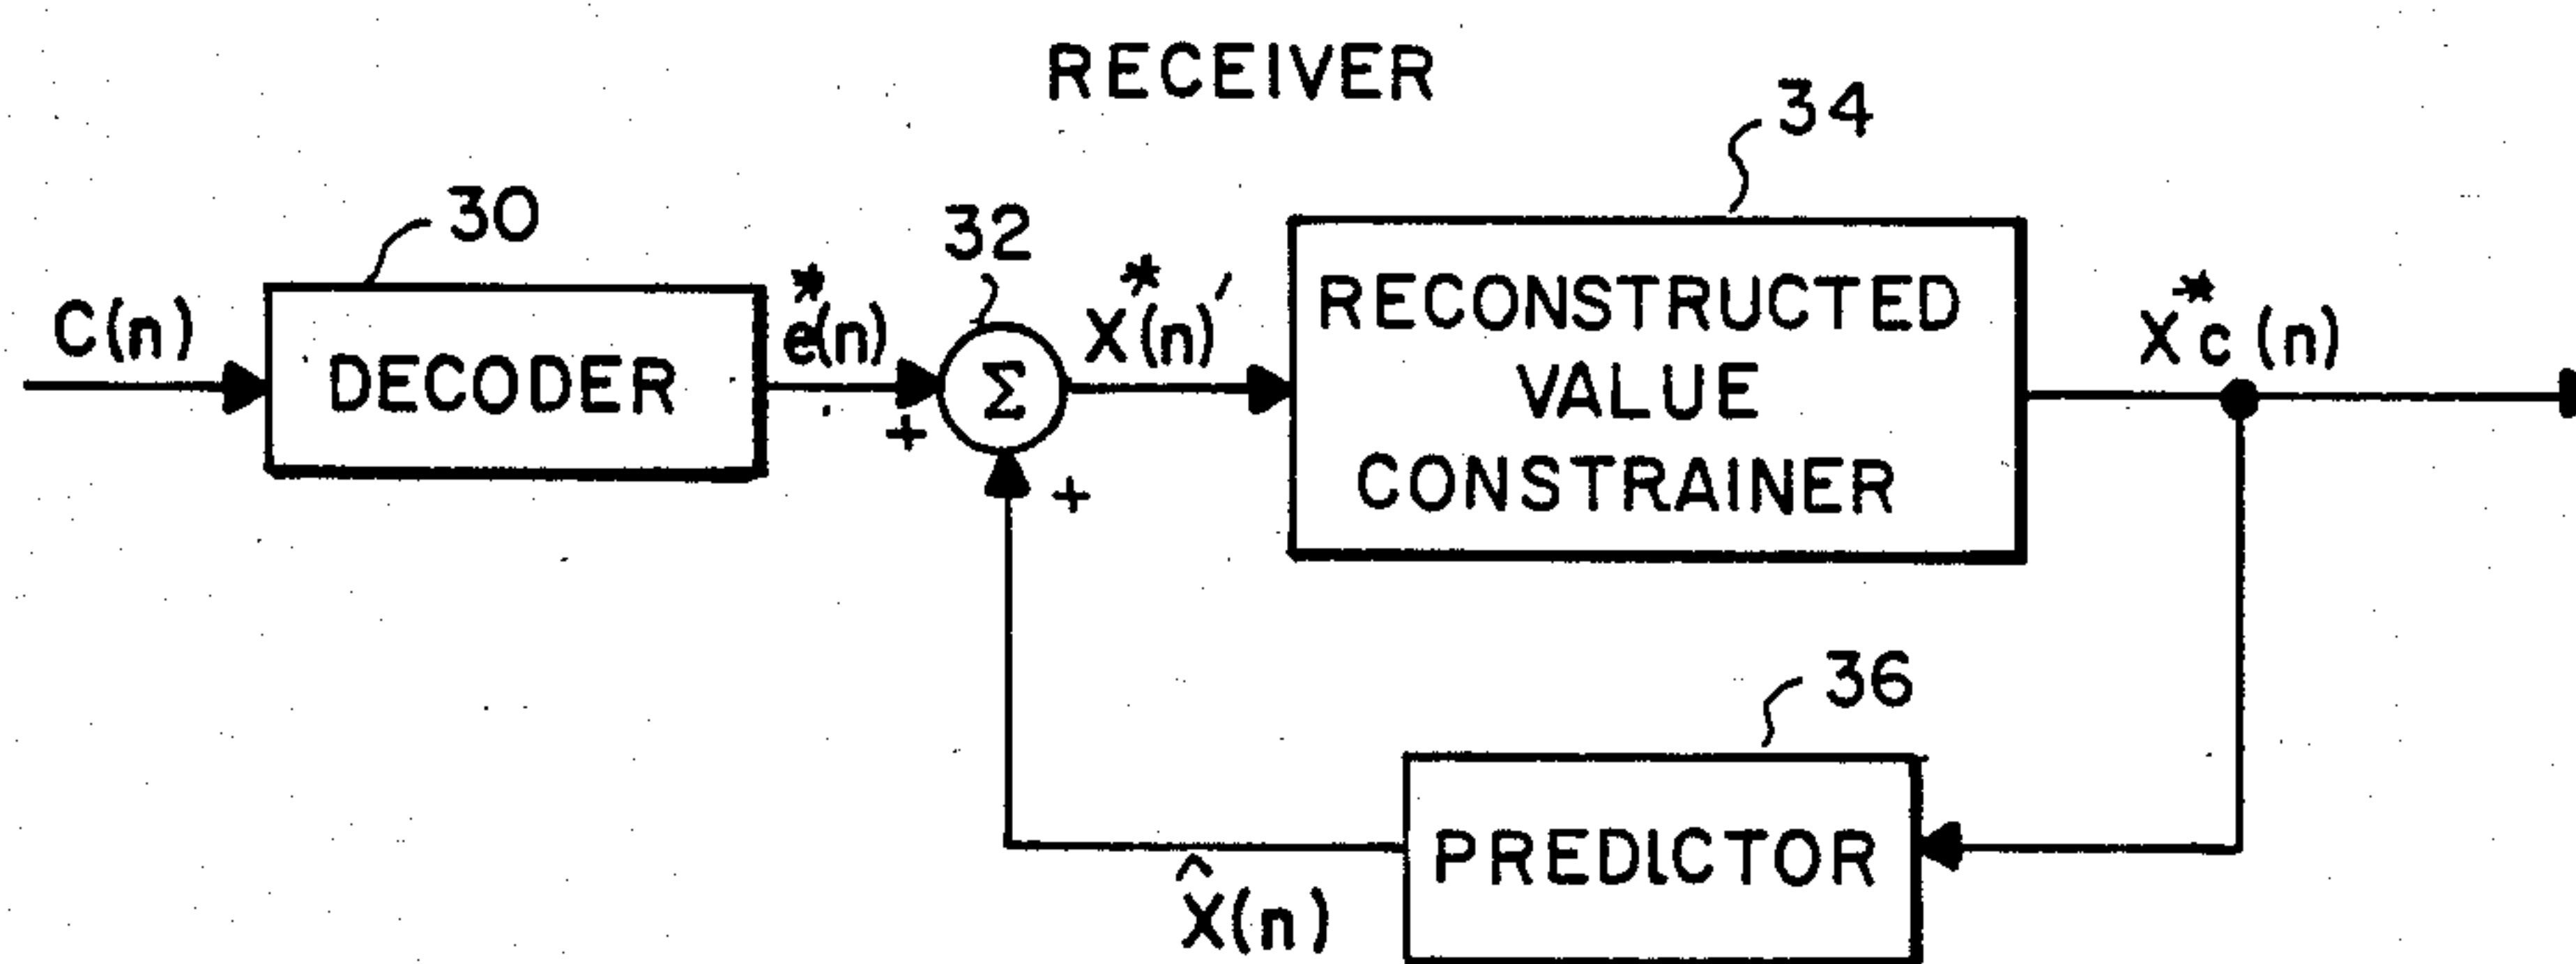 RECEIVER
34
30
32
C(n)
e*(n)
X*(n)'
X*c(n)
DECODER
+
Σ
RECONSTRUCTED
VALUE
CONSTRAINER
+
36
PREDICTOR
X̂(n)